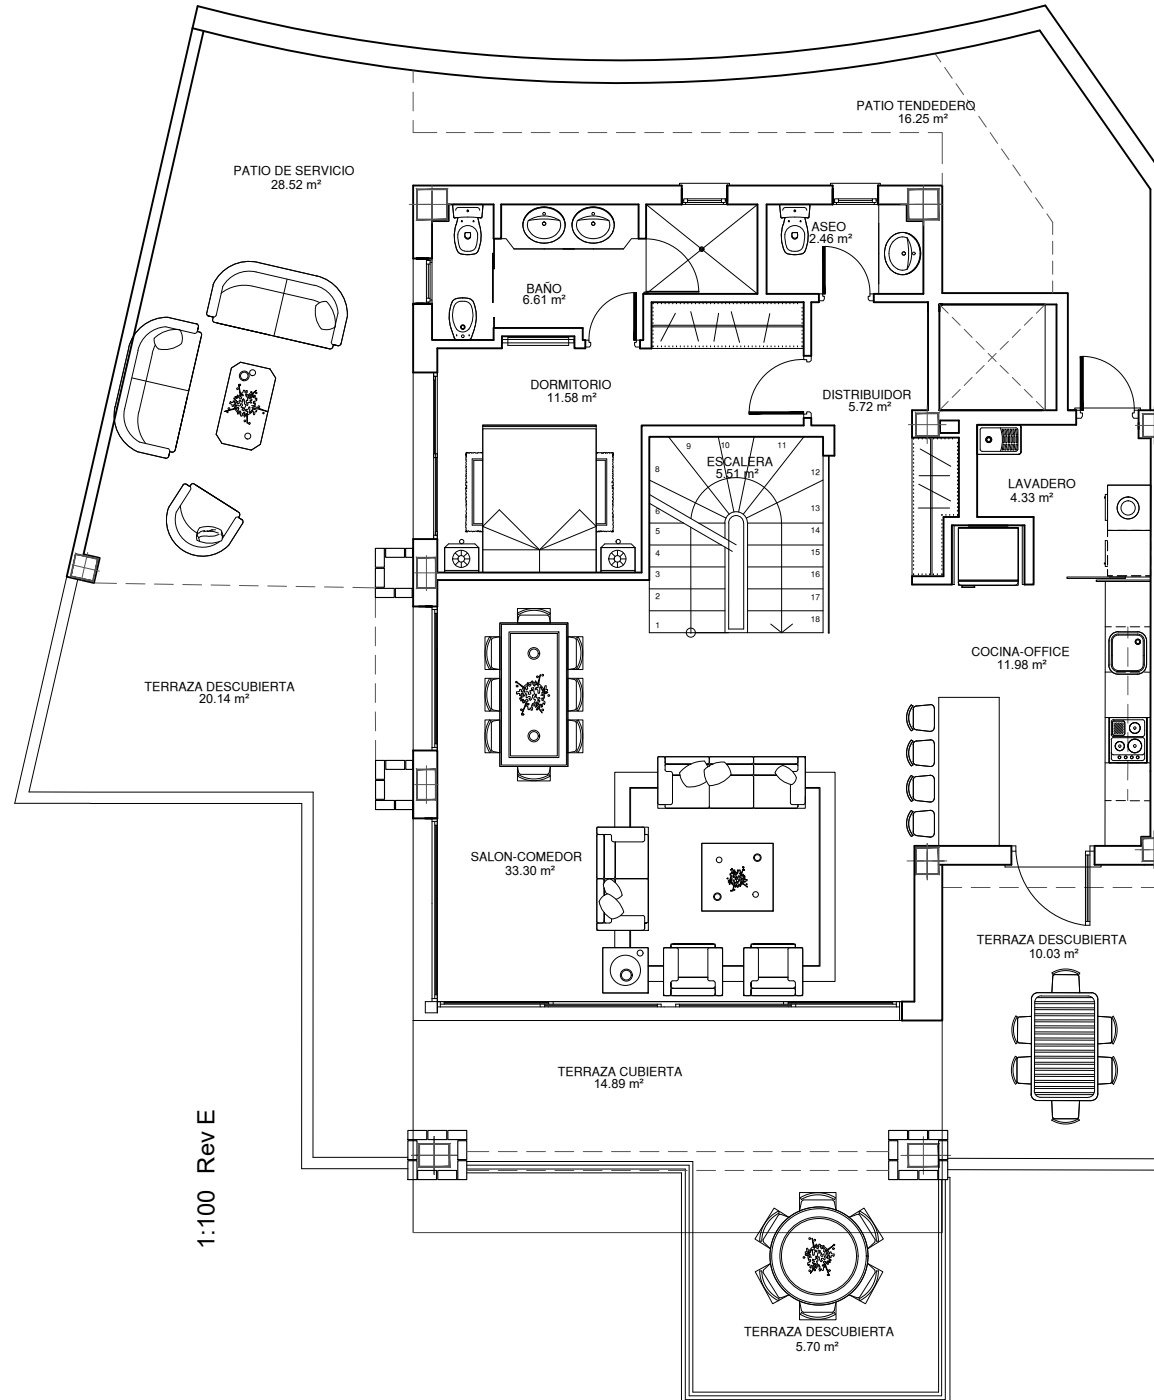 PATIO TENDEDERO
16.25 m²
PATIO DE SERVICIO
28.52 m²
ASEO
2.46 m²
BAÑO
6.61 m²
DORMITORIO
11.58 m²
DISTRIBUIDOR
5.72 m²
ESCALERA
5.51 m²
9
10
11
8
12
6
13
5
14
4
15
3
16
2
17
1
18
LAVADERO
4.33 m²
COCINA-OFFICE
11.98 m²
TERRAZA DESCUBIERTA
20.14 m²
SALON-COMEDOR
33.30 m²
TERRAZA DESCUBIERTA
10.03 m²
TERRAZA CUBIERTA
14.89 m²
1:100 Rev E
TERRAZA DESCUBIERTA
5.70 m²